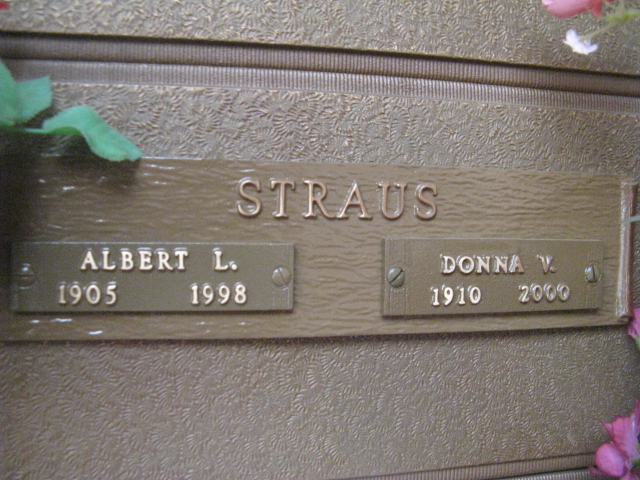 STRAUS
ALBERT L.
1905 1998
DONNA V.
1910 2000